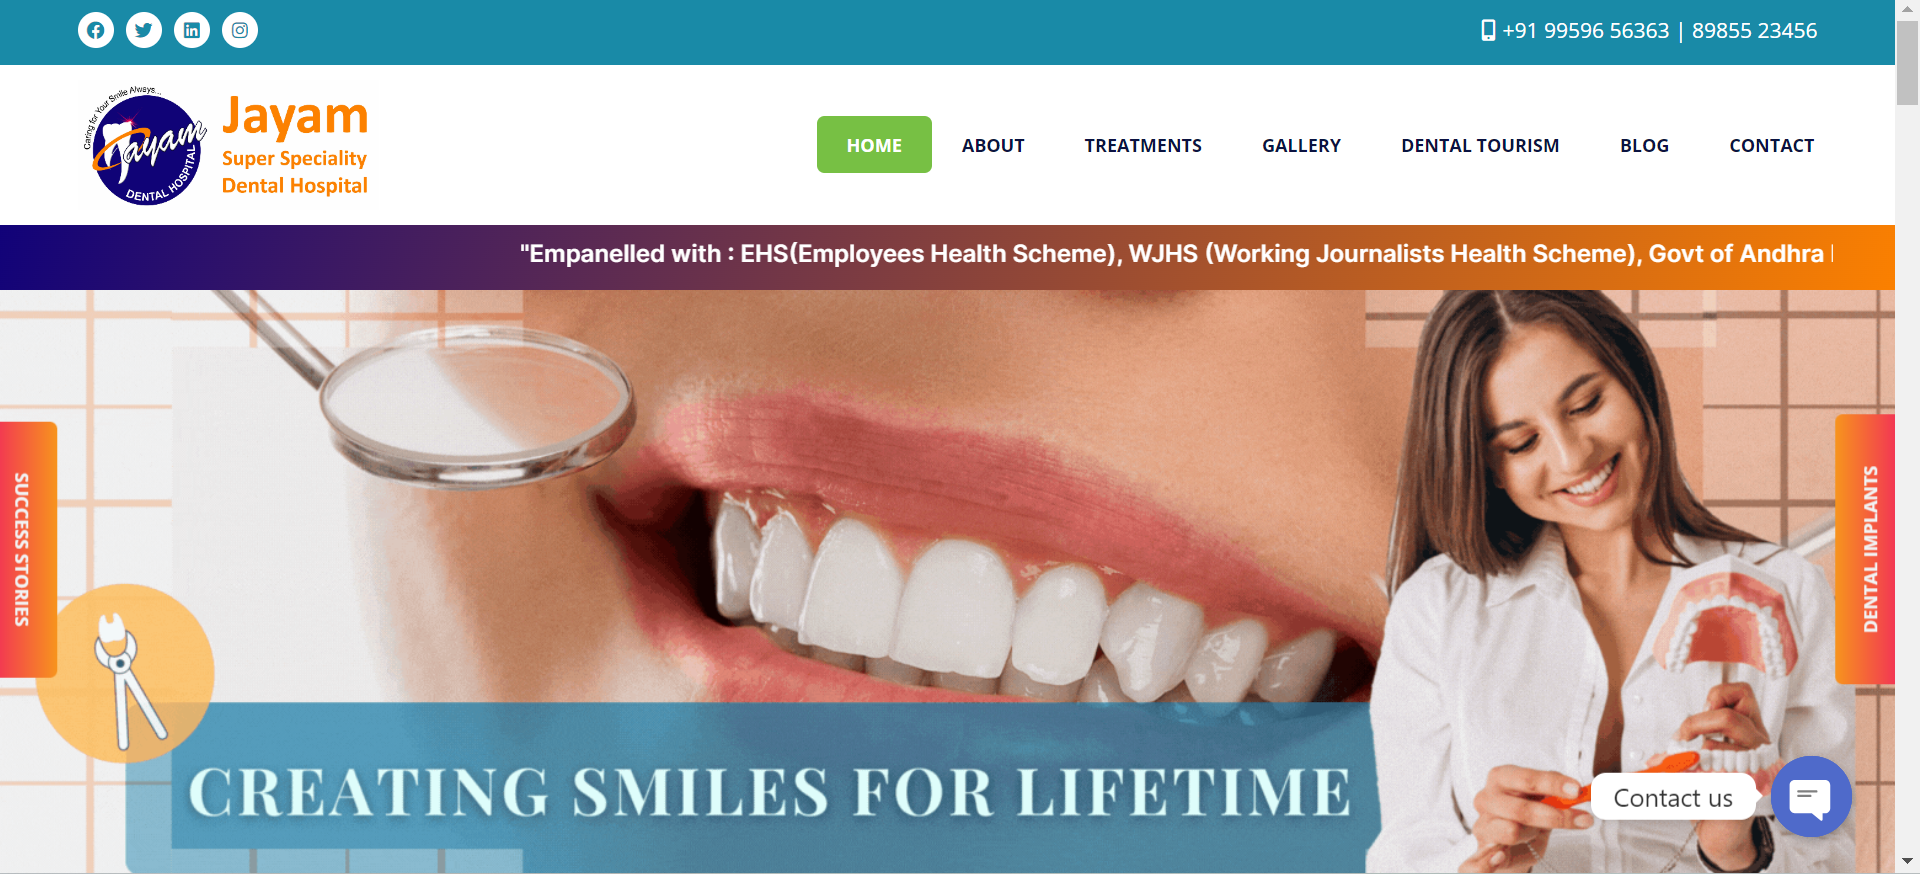 +91 99596 56363 | 89855 23456
Caring for Your Smile Always...
Jayam
DENTAL HOSPITAL
Jayam
Super Speciality
Dental Hospital
HOME
ABOUT
TREATMENTS
GALLERY
DENTAL TOURISM
BLOG
CONTACT
"Empanelled with : EHS(Employees Health Scheme), WJHS (Working Journalists Health Scheme), Govt of Andhra
SUCCESS STORIES
DENTAL IMPLANTS
CREATING SMILES FOR LIFETIME
Contact us